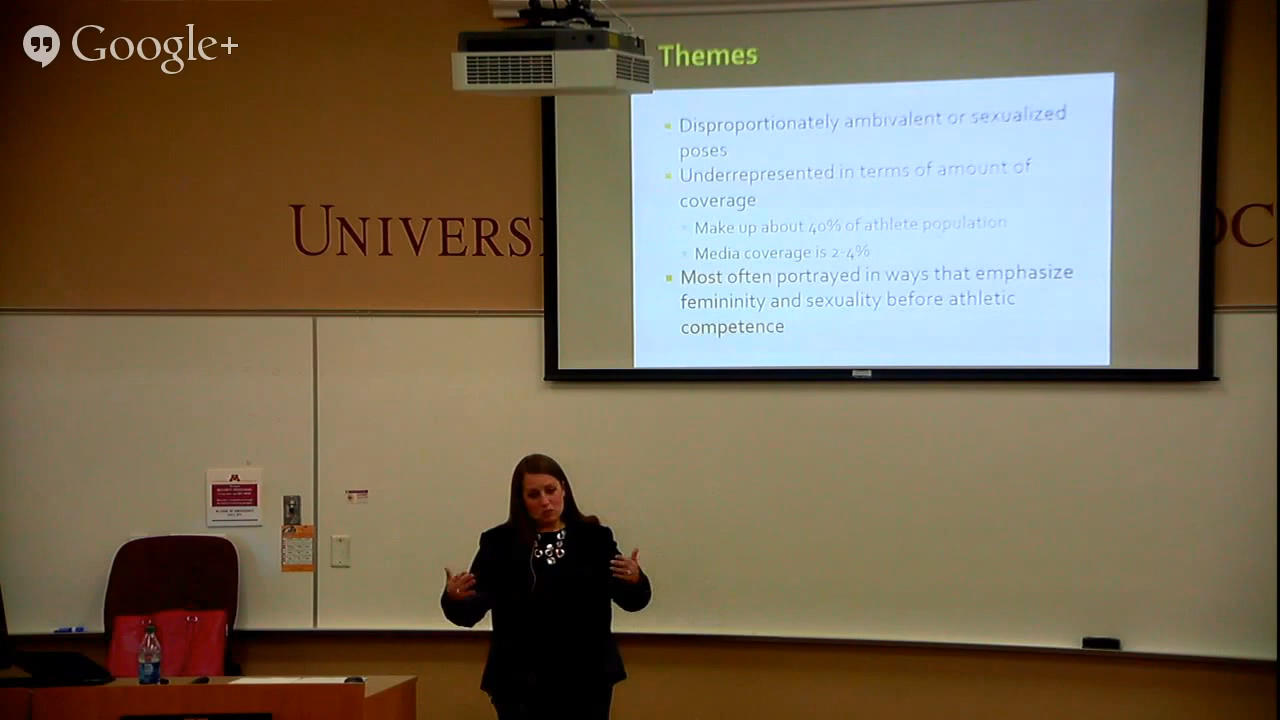 Google+
Themes
Disproportionately ambivalent or sexualized
poses
Underrepresented in terms of amount of
coverage
Make up about 40% of athlete population
Media coverage is 2-4%
Most often portrayed in ways that emphasize
femininity and sexuality before athletic
competence
UNIVERSI
OC
M